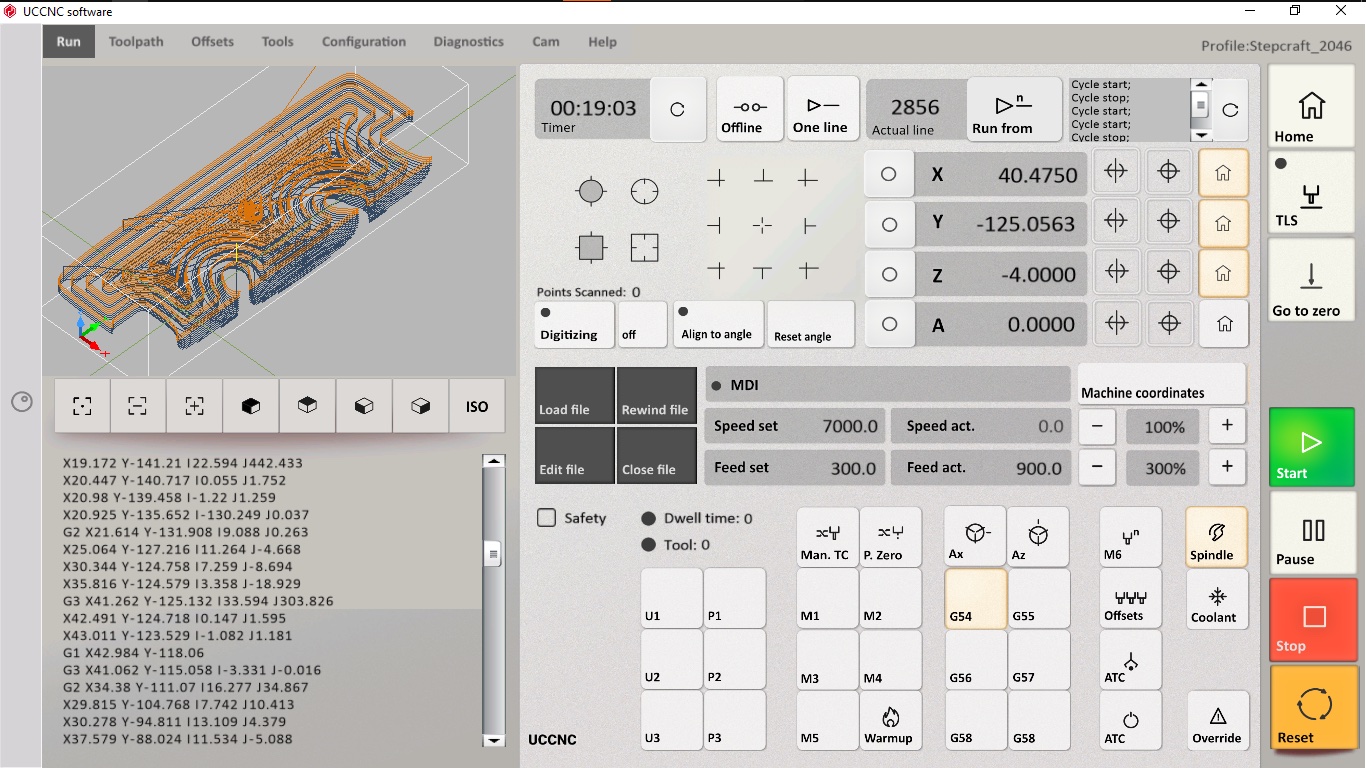 UCCNC software
Run Toolpath Offsets Tools Configuration Diagnostics Cam Help
Profile:Stepcraft_2046
00:19:03
Timer
Offline
One line
2856
Actual line
n
Run from
Cycle start;
Cycle stop;
Cycle start;
Cycle start;
Cycle stop;
Home
TLS
Go to zero
X 40.4750
Y -125.0563
Z -4.0000
A 0.0000
Points Scanned: 0
Digitizing
off
Align to angle
Reset angle
Load file
Rewind file
Edit file
Close file
MDI
Machine coordinates
Speed set 7000.0
Speed act. 0.0
− 100% +
Feed set 300.0
Feed act. 900.0
− 300% +
ISO
X19.172 Y-141.21 I22.594 J442.433
X20.447 Y-140.717 I0.055 J1.752
X20.98 Y-139.458 I-1.22 J1.259
X20.925 Y-135.652 I-130.249 J0.037
G2 X21.614 Y-131.908 I9.088 J0.263
X25.064 Y-127.216 I11.264 J-4.668
X30.344 Y-124.758 I7.259 J-8.694
X35.816 Y-124.579 I3.358 J-18.929
G3 X41.262 Y-125.132 I33.594 J303.826
X42.491 Y-124.718 I0.147 J1.595
X43.011 Y-123.529 I-1.082 J1.181
G1 X42.984 Y-118.06
G3 X41.062 Y-115.058 I-3.331 J-0.016
G2 X34.38 Y-111.07 I16.277 J34.867
X29.815 Y-104.768 I7.742 J10.413
X30.278 Y-94.811 I13.109 J4.379
X37.579 Y-88.024 I11.534 J-5.088
Safety
Dwell time: 0
Tool: 0
Man. TC
P. Zero
Ax
Az
n
M6
Spindle
U1 P1
M1 M2
G54 G55
Offsets
Coolant
U2 P2
M3 M4
G56 G57
ATC
U3 P3
M5 Warmup
G58 G58
ATC
Override
UCCNC
Start
Pause
Stop
Reset